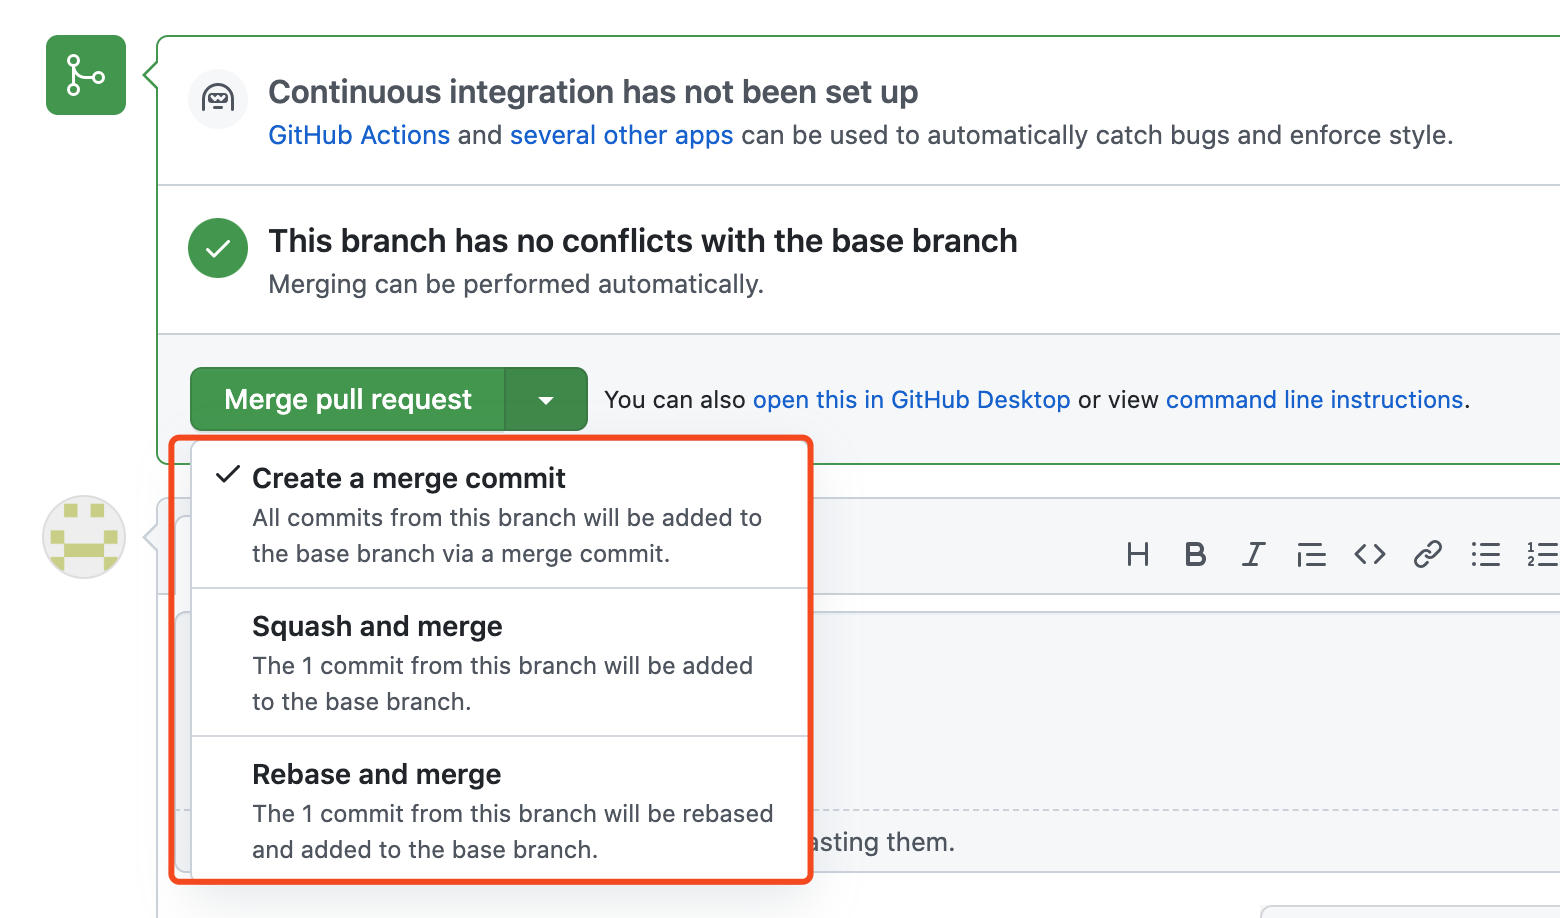 Continuous integration has not been set up
GitHub Actions and several other apps can be used to automatically catch bugs and enforce style.
This branch has no conflicts with the base branch
Merging can be performed automatically.
Merge pull request
You can also open this in GitHub Desktop or view command line instructions.
Create a merge commit
All commits from this branch will be added to
the base branch via a merge commit.
Squash and merge
The 1 commit from this branch will be added
to the base branch.
Rebase and merge
The 1 commit from this branch will be rebased
and added to the base branch.
asting them.